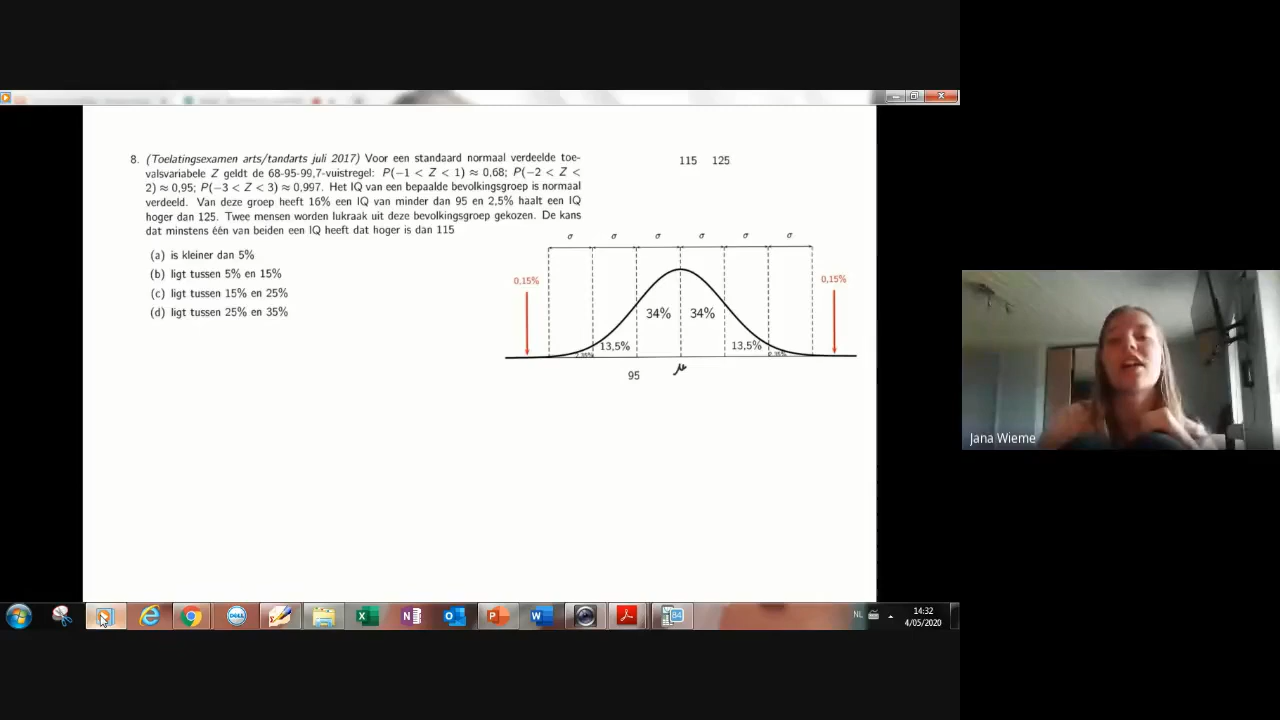 8. (Toelatingsexamen arts/tandarts juli 2017) Voor een standaard normaal verdeelde toe-
valsvariabele Z geldt de 68-95-99,7-vuistregel: P(−1 < Z < 1) ≈ 0,68; P(−2 < Z <
2) ≈ 0,95; P(−3 < Z < 3) ≈ 0,997. Het IQ van een bepaalde bevolkingsgroep is normaal
verdeeld. Van deze groep heeft 16% een IQ van minder dan 95 en 2,5% haalt een IQ
hoger dan 125. Twee mensen worden lukraak uit deze bevolkingsgroep gekozen. De kans
dat minstens één van beiden een IQ heeft dat hoger is dan 115
(a) is kleiner dan 5%
(b) ligt tussen 5% en 15%
(c) ligt tussen 15% en 25%
(d) ligt tussen 25% en 35%
115 125
σ σ σ σ σ σ
0,15% 0,15%
34% 34%
13,5% 13,5%
95 μ
Jana Wieme
NL
14:32
4/05/2020
84
DELL